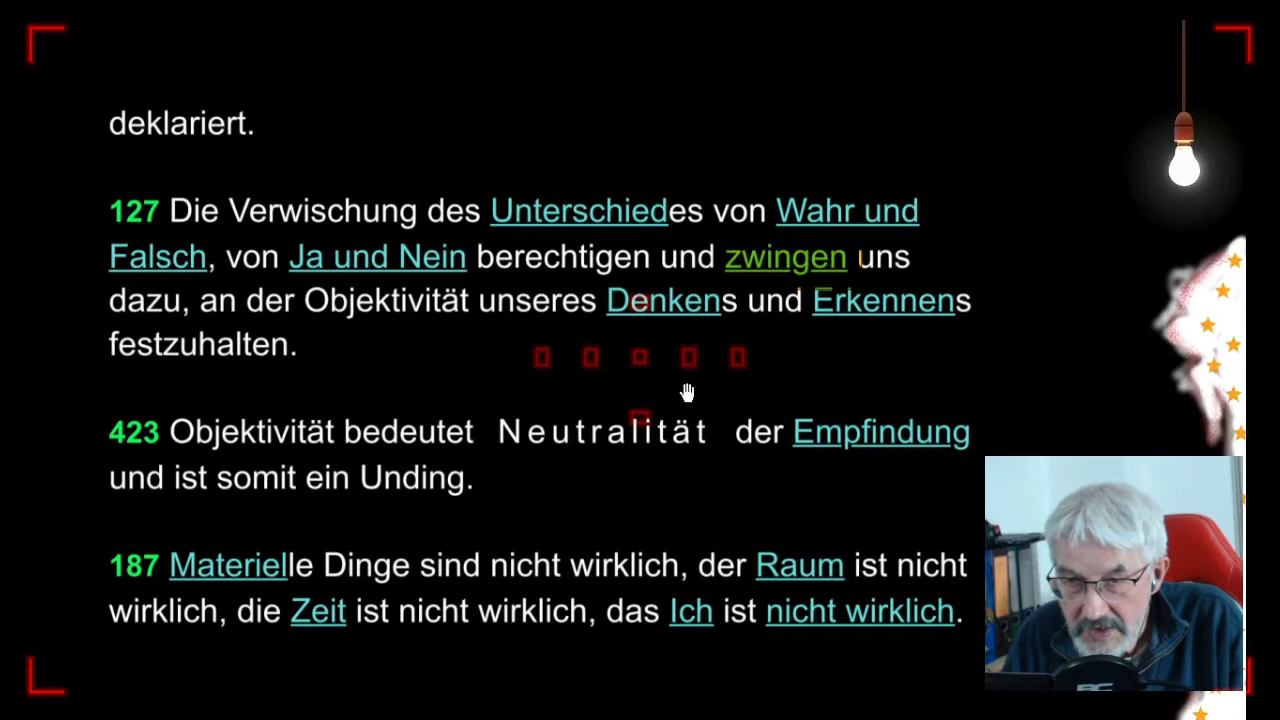 deklariert.
127 Die Verwischung des Unterschiedes von Wahr und
Falsch, von Ja und Nein berechtigen und zwingen uns
dazu, an der Objektivität unseres Denkens und Erkennens
festzuhalten.
423 Objektivität bedeutet Neutralität der Empfindung
und ist somit ein Unding.
187 Materielle Dinge sind nicht wirklich, der Raum ist nicht
wirklich, die Zeit ist nicht wirklich, das Ich ist nicht wirklich.